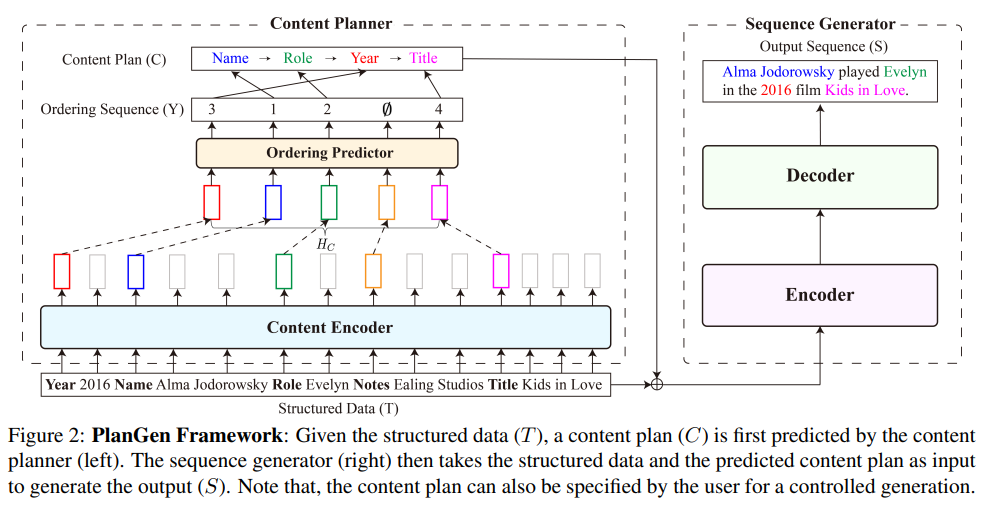 Content Planner
Content Plan (C)
Name → Role → Year → Title
Ordering Sequence (Y)
3 1 2 ∅ 4
Ordering Predictor
H_C
Content Encoder
Year 2016 Name Alma Jodorowsky Role Evelyn Notes Ealing Studios Title Kids in Love
Structured Data (T)
Sequence Generator
Output Sequence (S)
Alma Jodorowsky played Evelyn
in the 2016 film Kids in Love.
Decoder
Encoder
Figure 2: PlanGen Framework: Given the structured data (T), a content plan (C) is first predicted by the content
planner (left). The sequence generator (right) then takes the structured data and the predicted content plan as input
to generate the output (S). Note that, the content plan can also be specified by the user for a controlled generation.